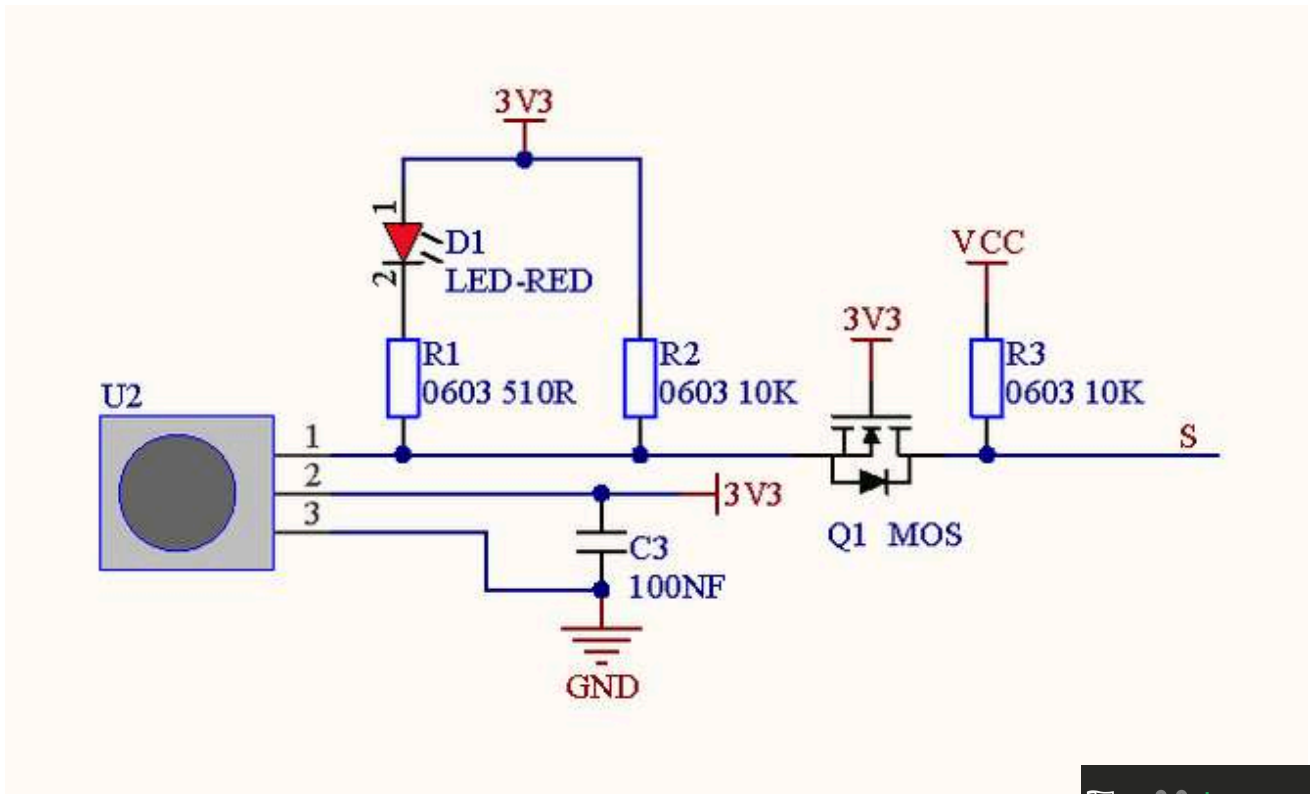 3V3
1
D1
2
LED-RED
VCC
3V3
R1
0603 510R
R2
0603 10K
R3
0603 10K
U2
1
S
2
3V3
3
Q1 MOS
C3
100NF
GND